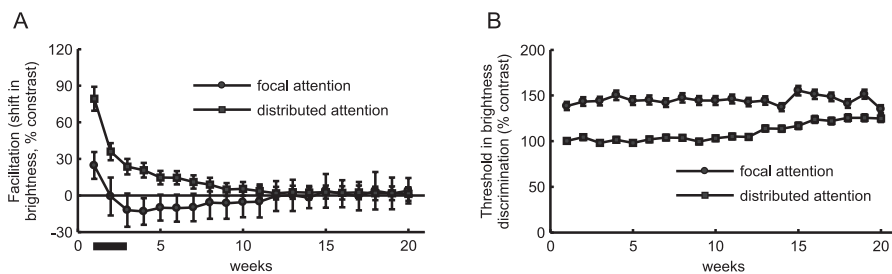 A
Facilitation (shift in
brightness, % constrast)
120
90
60
30
0
-30
focal attention
distributed attention
0 5 10 15 20
weeks
B
Threshold in brightness
discrimination (% contrast)
200
150
100
50
0
focal attention
distributed attention
0 5 10 15 20
weeks